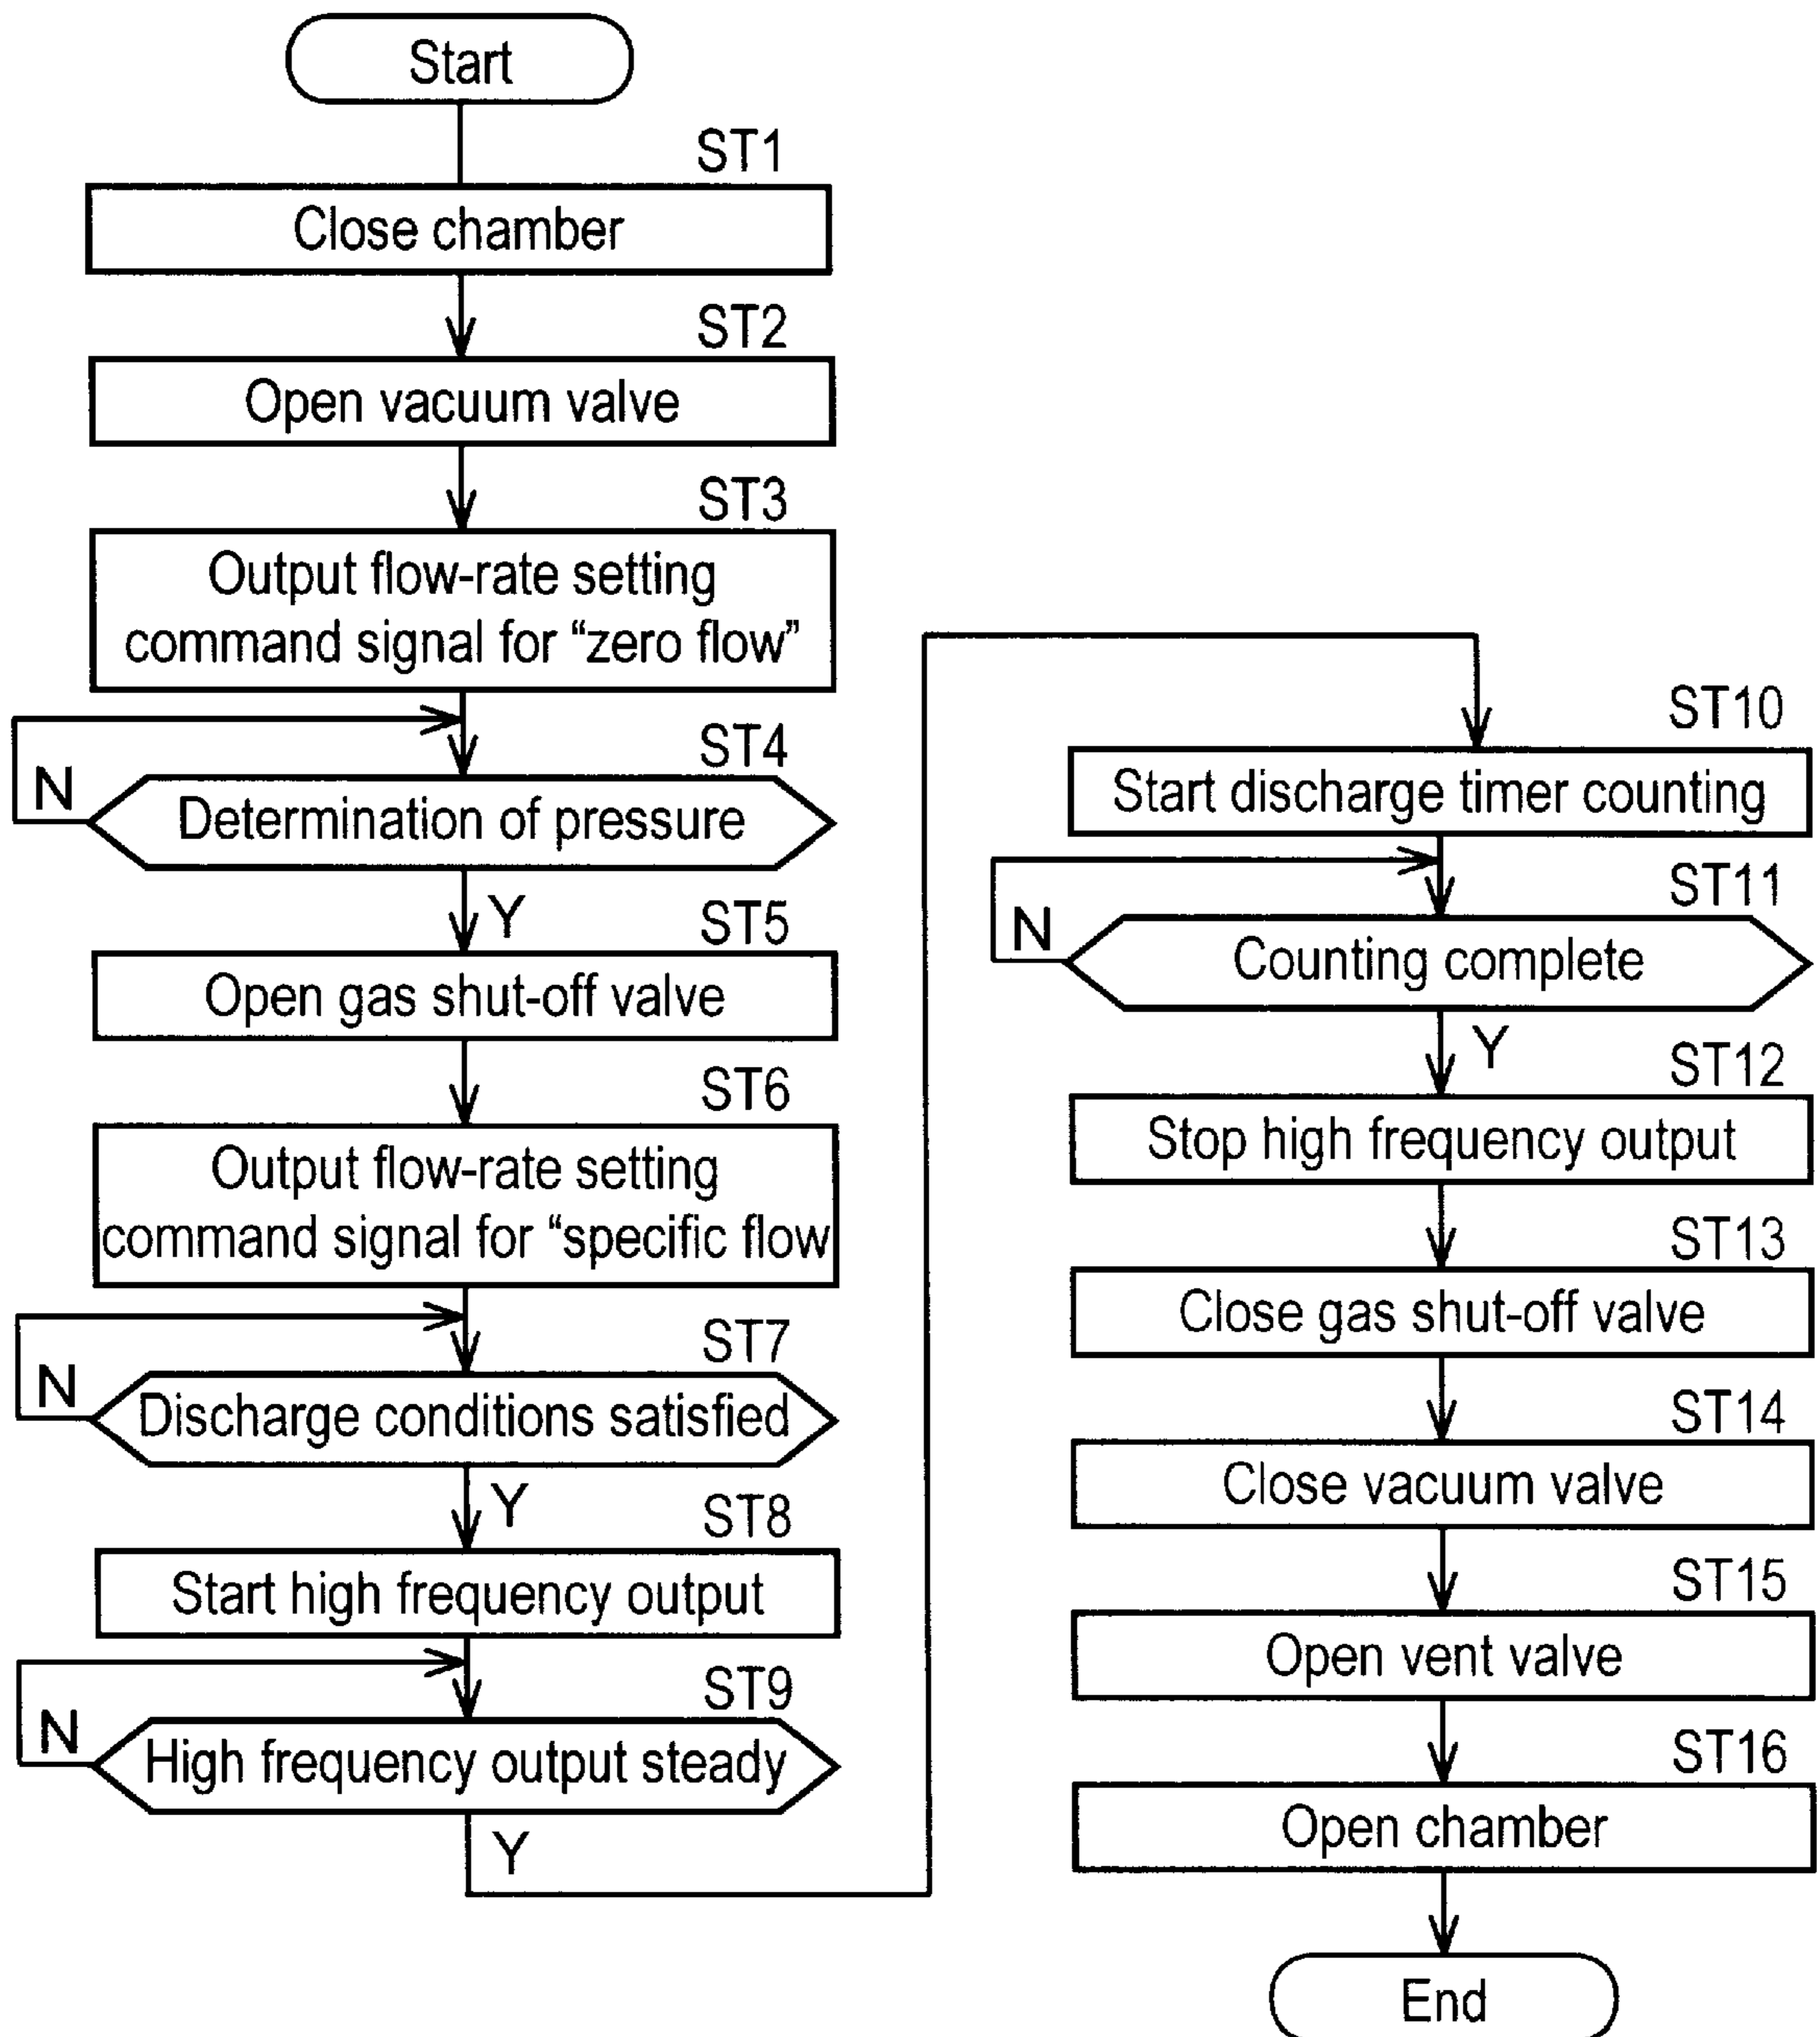 Start
ST1
Close chamber
ST2
Open vacuum valve
ST3
Output flow-rate setting
command signal for “zero flow”
ST4
N
Determination of pressure
Y
ST5
Open gas shut-off valve
ST6
Output flow-rate setting
command signal for “specific flow
ST7
N
Discharge conditions satisfied
Y
ST8
Start high frequency output
ST9
N
High frequency output steady
Y
ST10
Start discharge timer counting
ST11
N
Counting complete
Y
ST12
Stop high frequency output
ST13
Close gas shut-off valve
ST14
Close vacuum valve
ST15
Open vent valve
ST16
Open chamber
End